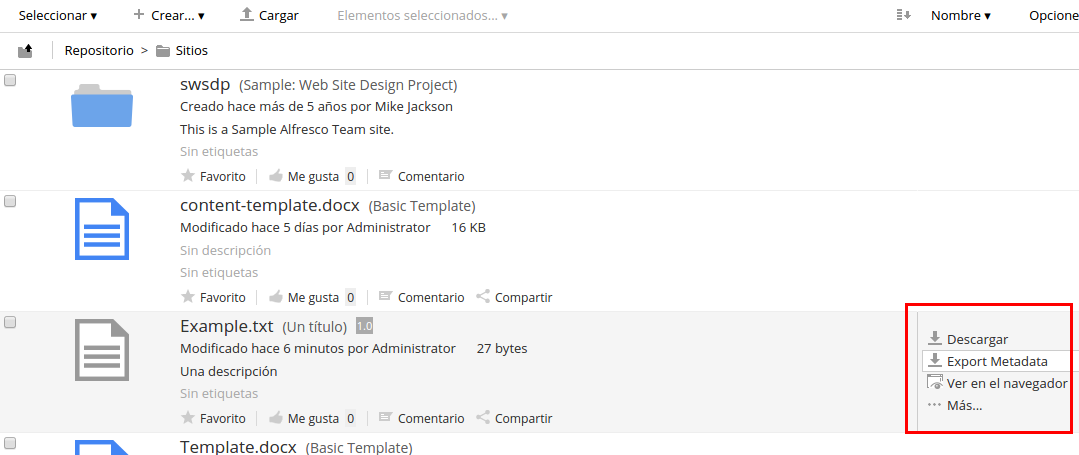 Seleccionar ▾ + Crear... ▾ Cargar Elementos seleccionados... ▾ Nombre ▾ Opcione
Repositorio > Sitios
swsdp (Sample: Web Site Design Project)
Creado hace más de 5 años por Mike Jackson
This is a Sample Alfresco Team site.
Sin etiquetas
Favorito Me gusta 0 Comentario
content-template.docx (Basic Template)
Modificado hace 5 días por Administrator 16 KB
Sin descripción
Sin etiquetas
Favorito Me gusta 0 Comentario Compartir
Example.txt (Un título) 1.0
Modificado hace 6 minutos por Administrator 27 bytes
Una descripción
Sin etiquetas
Favorito Me gusta 0 Comentario Compartir
Descargar
Export Metadata
Ver en el navegador
Más...
Template.docx (Basic Template)